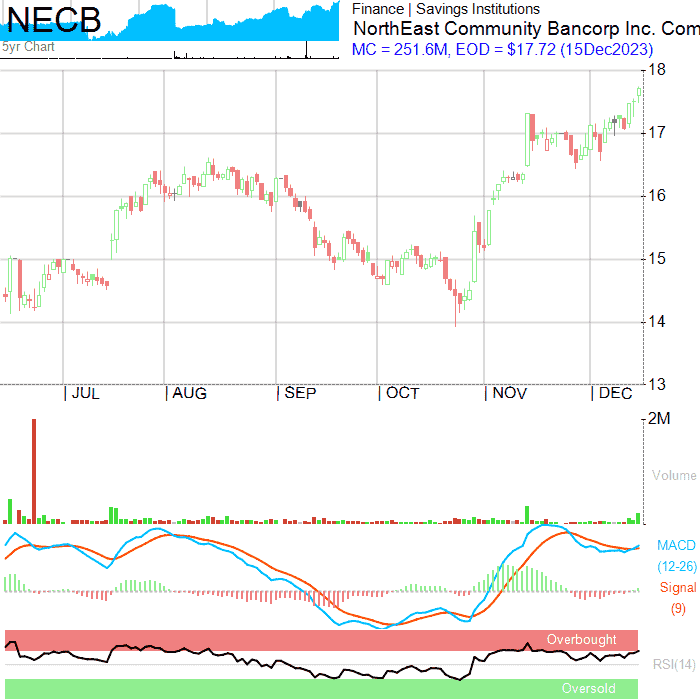 NECB
5yr Chart
Finance | Savings Institutions
NorthEast Community Bancorp Inc. Com
MC = 251.6M, EOD = $17.72 (15Dec2023)
18
17
16
15
14
13
| JUL | AUG | SEP | OCT | NOV | DEC
2M
Volume
MACD
(12-26)
Signal
(9)
Overbought
RSI(14)
Oversold